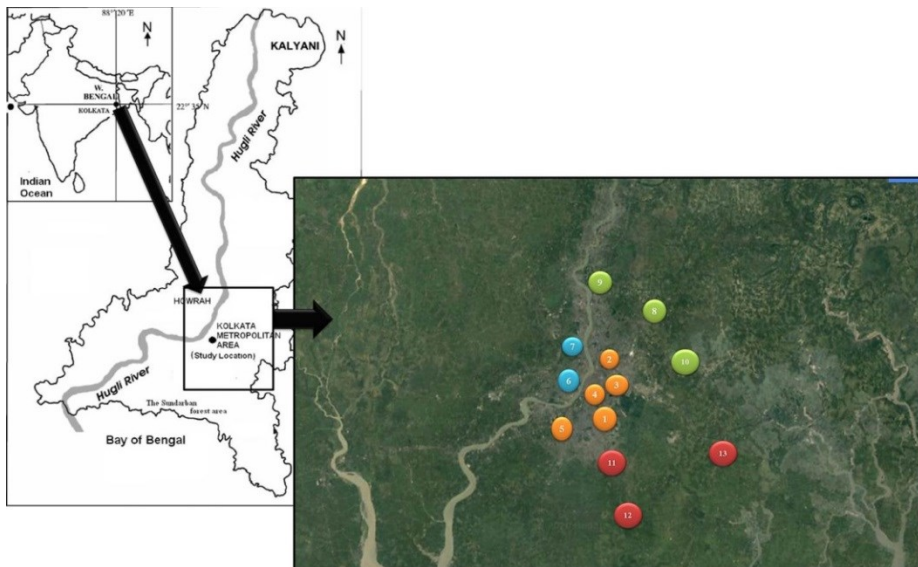 88° 20 E
N
W.
BENGAL
KOLKATA
22° 35 N
Indian
Ocean
N
KALYANI
Hugli River
HOWRAH
KOLKATA
METROPOLITAN
AREA
(Study Location)
Hugli River
The Sundarban
forest area
Bay of Bengal
9
8
7
2
10
6
3
4
1
5
11
13
12